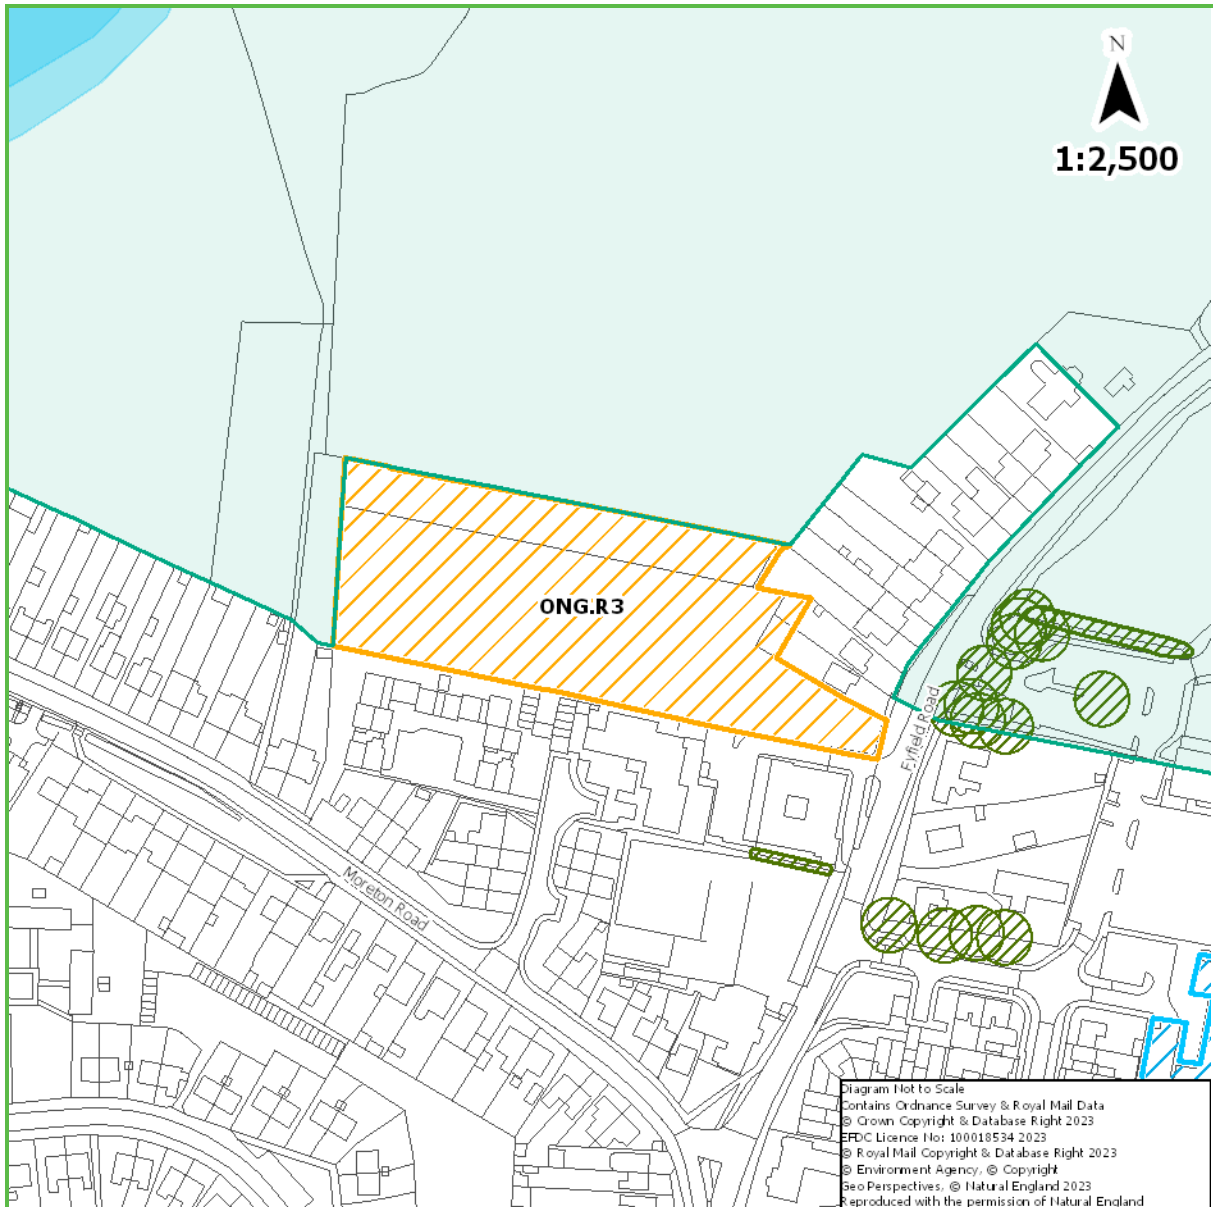 N
1:2,500
ONG.R3
Fyfield Road
Moreton Road
Diagram Not to Scale
Contains Ordnance Survey & Royal Mail Data
© Crown Copyright & Database Right 2023
EFDC Licence No: 100018534 2023
© Royal Mail Copyright & Database Right 2023
© Environment Agency, © Copyright
Geo Perspectives, © Natural England 2023
Reproduced with the permission of Natural England